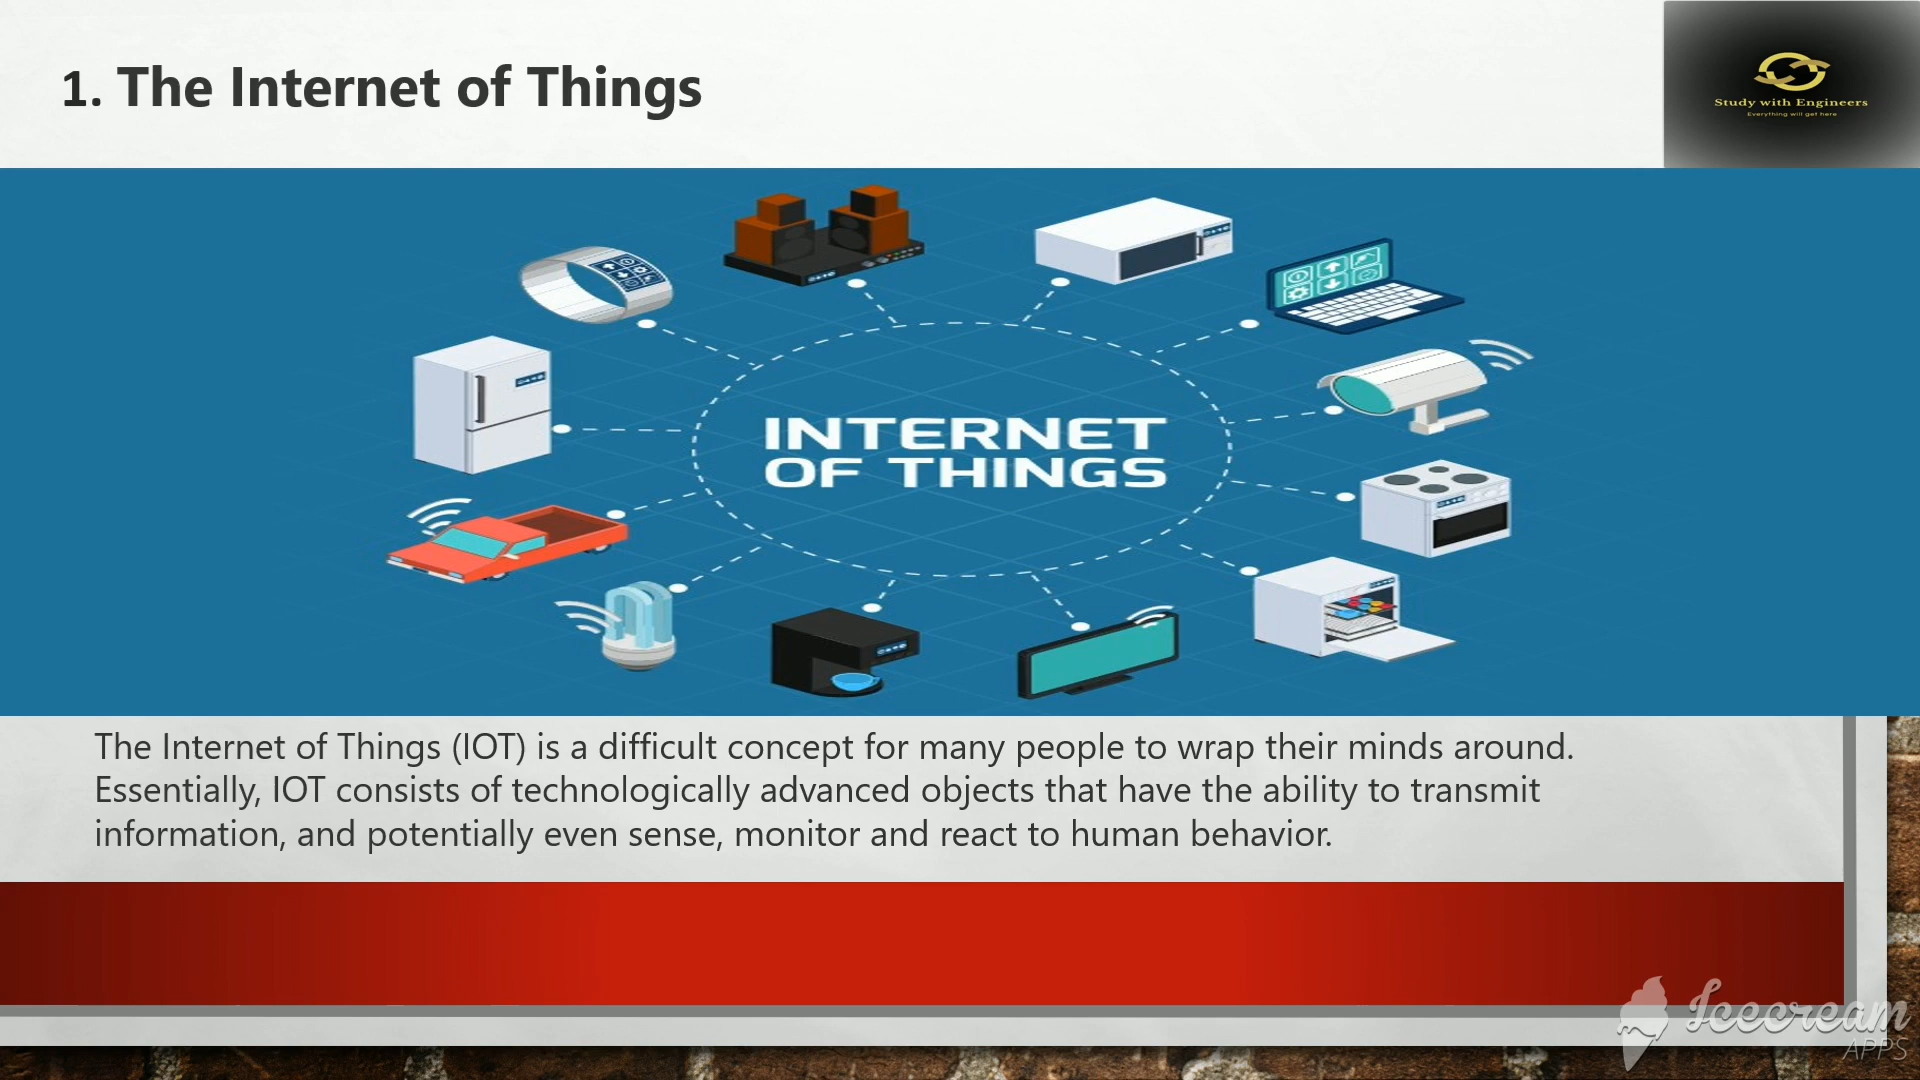 1. The Internet of Things
Study with Engineers
Everything will get here
INTERNET
OF THINGS
The Internet of Things (IOT) is a difficult concept for many people to wrap their minds around.
Essentially, IOT consists of technologically advanced objects that have the ability to transmit
information, and potentially even sense, monitor and react to human behavior.
Icecream
APPS